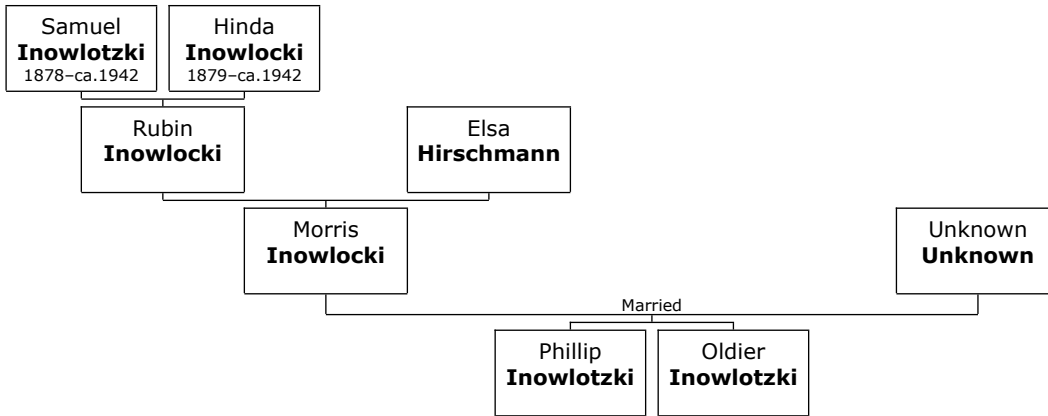 Samuel
Inowlotzki
1878–ca.1942
Hinda
Inowlocki
1879–ca.1942
Rubin
Inowlocki
Elsa
Hirschmann
Morris
Inowlocki
Unknown
Unknown
Married
Phillip
Inowlotzki
Oldier
Inowlotzki